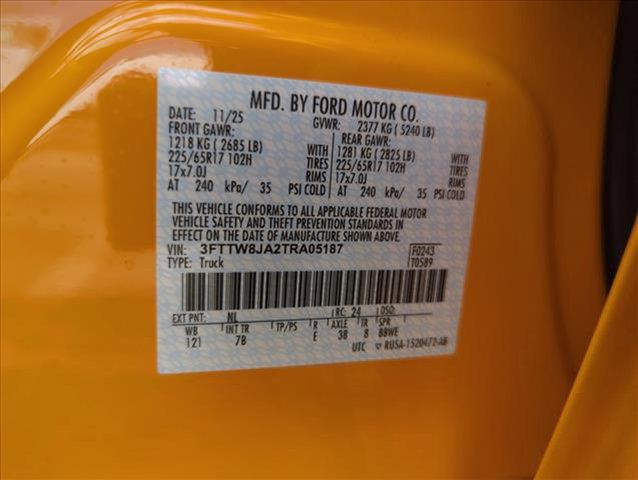 MFD. BY FORD MOTOR CO.
DATE: 11/25 GVWR: 2377 KG ( 5240 LB)
FRONT GAWR: REAR GAWR:
1218 KG ( 2685 LB) WITH 1281 KG ( 2825 LB) WITH
225/65R17 102H TIRES 225/65R17 102H TIRES
17x7.0J RIMS 17x7.0J RIMS
AT 240 kPa/ 35 PSI COLD AT 240 kPa/ 35 PSI COLD
THIS VEHICLE CONFORMS TO ALL APPLICABLE FEDERAL MOTOR
VEHICLE SAFETY AND THEFT PREVENTION STANDARDS IN
EFFECT ON THE DATE OF MANUFACTURE SHOWN ABOVE.
VIN: 3FTTW8JA2TRA05187 F0243
TYPE: Truck T0589
EXT PNT: NL RC: 24 DSO:
WB INT TR TP/PS R AXLE TR SPR
121 7B E 38 8 BBWE
UTC RUSA-1520472-AB